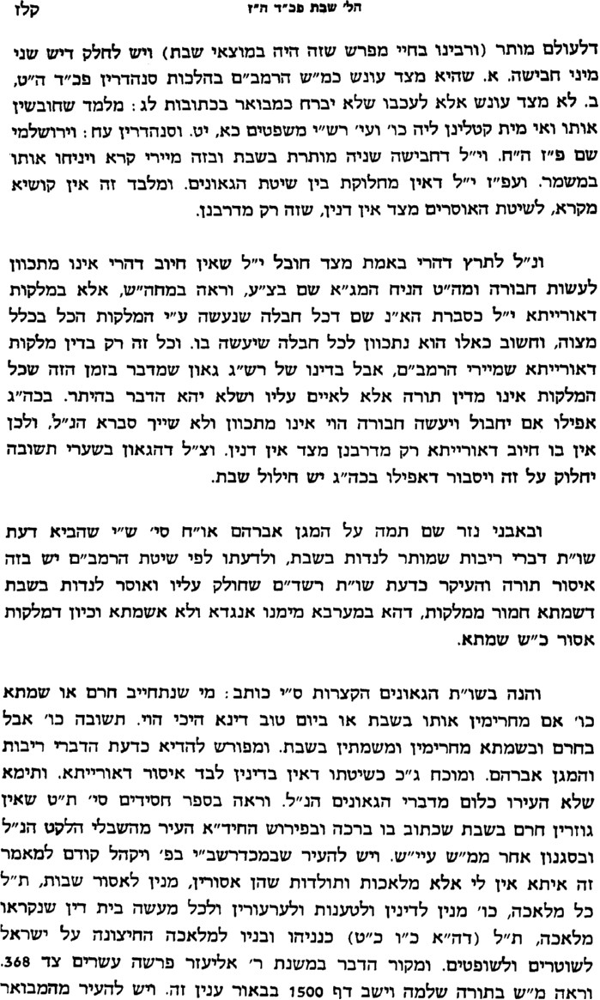 הל׳ שבת פכ״ד ה״ז קלז
דלעולם מותר (ורבינו בחיי מפרש שזה היה במוצאי שבת) ויש לחלק דיש שני
מיני חבישה. א. שהיא מצד עונש כמ״ש הרמב״ם בהלכות סנהדרין פכ״ד ה״ט,
ב. לא מצד עונש אלא לעכבו שלא יברח כמבואר בכתובות לג: מלמד שחובשין
אותו ואי מית קטלינן ליה כו׳ ועי׳ רש״י משפטים כא, יט. וסנהדרין עח: וירושלמי
שם פ״ז ה״ח. וי״ל דחבישה שניה מותרת בשבת ובזה מיירי קרא ויניחו אותו
במשמר. ועפ״ז י״ל דאין מחלוקת בין שיטת הגאונים. ומלבד זה אין קושיא
מקרא, לשיטת האוסרים מצד אין דנין, שזה רק מדרבנן.
ונ״ל לתרץ דהרי באמת מצד חובל י״ל שאין חיוב דהרי אינו מתכוון
לעשות חבורה ומה״ט הניח המג״א שם בצ״ע, וראה במחה״ש, אלא במלקות
דאורייתא י״ל כסברת הא״נ שם דכל חבלה שנעשה ע״י המלקות הכל בכלל
מצוה, וחשוב כאלו הוא נתכוון לכל חבלה שיעשה בו. וכל זה רק בדין מלקות
דאורייתא שמיירי הרמב״ם, אבל בדינו של רש״ג גאון שמדבר בזמן הזה שכל
המלקות אינו מדין תורה אלא לאיים עליו ושלא יהא הדבר בהיתר. בכה״ג
אפילו אם יחבול ויעשה חבורה הוי אינו מתכוון ולא שייך סברא הנ״ל, ולכן
אין בו חיוב דאורייתא רק מדרבנן מצד אין דנין. וצ״ל דהגאון בשערי תשובה
יחלוק על זה ויסבור דאפילו בכה״ג יש חילול שבת.
ובאבני נזר שם תמה על המגן אברהם או״ח סי׳ ש״י שהביא דעת
שו״ת דברי ריבות שמותר לנדות בשבת, ולדעתו לפי שיטת הרמב״ם יש בזה
איסור תורה והעיקר כדעת שו״ת רשד״ם שחולק עליו ואוסר לנדות בשבת
דשמתא חמור ממלקות, דהא במערבא מימנו אנגדא ולא אשמתא וכיון דמלקות
אסור כ״ש שמתא.
והנה בשו״ת הגאונים הקצרות ס״י כותב: מי שנתחייב חרם או שמתא
כו׳ אם מחרימין אותו בשבת או ביום טוב דינא היכי הוי. תשובה כו׳ אבל
בחרם ובשמתא מחרימין ומשמתין בשבת. ומפורש להדיא כדעת הדברי ריבות
והמגן אברהם. ומוכח ג״כ כשיטתו דאין בדינין לבד איסור דאורייתא. ותימא
שלא העירו כלום מדברי הגאונים הנ״ל. וראה בספר חסידים סי׳ ת״ט שאין
גוזרין חרם בשבת שכתוב בו ברכה ובפירוש החיד״א העיר מהשבלי הלקט הנ״ל
ובסגנון אחר ממ״ש עיי״ש. ויש להעיר שבמכדרשב״י בפ׳ ויקהל קודם למאמר
זה איתא אין לי אלא מלאכות ותולדות שהן אסורין, מנין לאסור שבות, ת״ל
כל מלאכה, כו׳ מנין לדינין ולטענות ולערעורין ולכל מעשה בית דין שנקראו
מלאכה, ת״ל (דה״א כ״ו כ״ט) כנניהו ובניו למלאכה החיצונה על ישראל
לשוטרים ולשופטים. ומקור הדבר במשנת ר׳ אליעזר פרשה עשרים צד 368.
וראה מ״ש בתורה שלמה וישב דף 1500 בבאור ענין זה. ויש להעיר מהמבואר